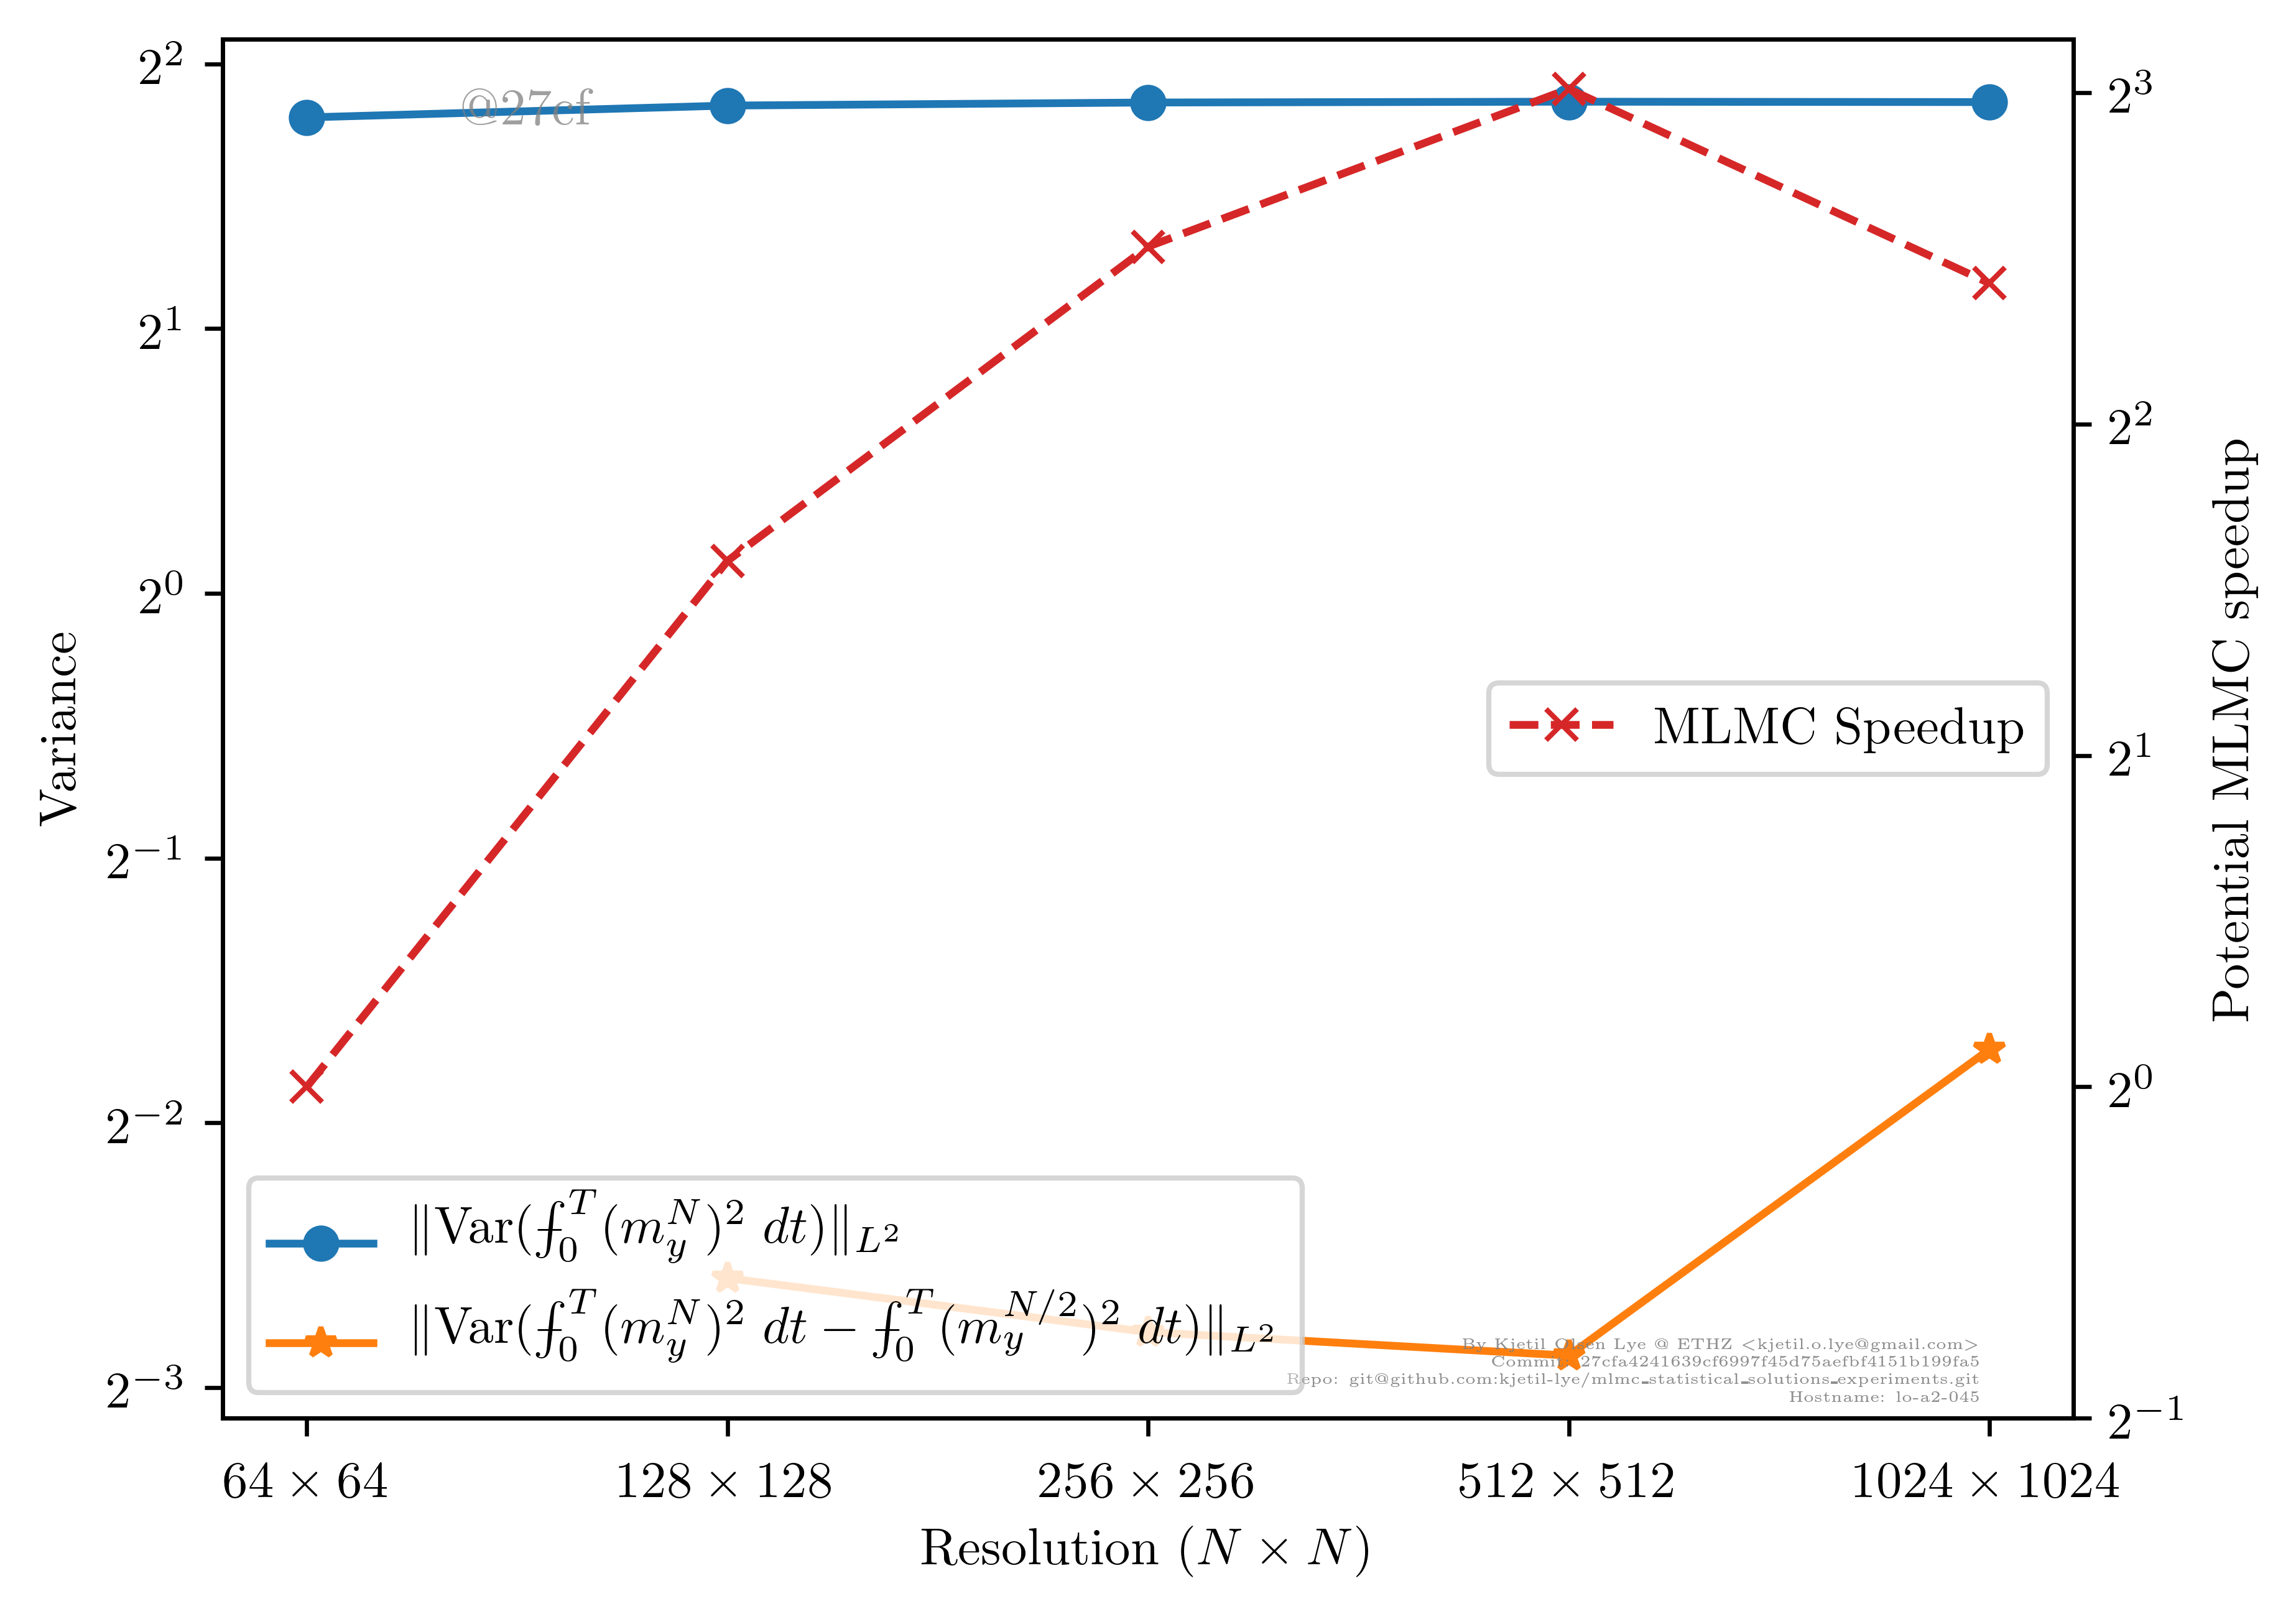 @27cf
2^2
2^1
2^0
2^{-1}
2^{-2}
2^{-3}
Variance
2^3
2^2
2^1
2^0
2^{-1}
Potential MLMC speedup
MLMC Speedup
‖Var(⨍_0^T (m_y^N)^2 dt)‖_{L^2}
‖Var(⨍_0^T (m_y^N)^2 dt − ⨍_0^T (m_y^{N/2})^2 dt)‖_{L^2}
By Kjetil Olsen Lye @ ETHZ <kjetil.o.lye@gmail.com>
Commit: 27cfa4241639cf6997f45d75aefbf4151b199fa5
Repo: git@github.com:kjetil-lye/mlmc_statistical_solutions_experiments.git
Hostname: lo-a2-045
64 × 64 128 × 128 256 × 256 512 × 512 1024 × 1024
Resolution (N × N)